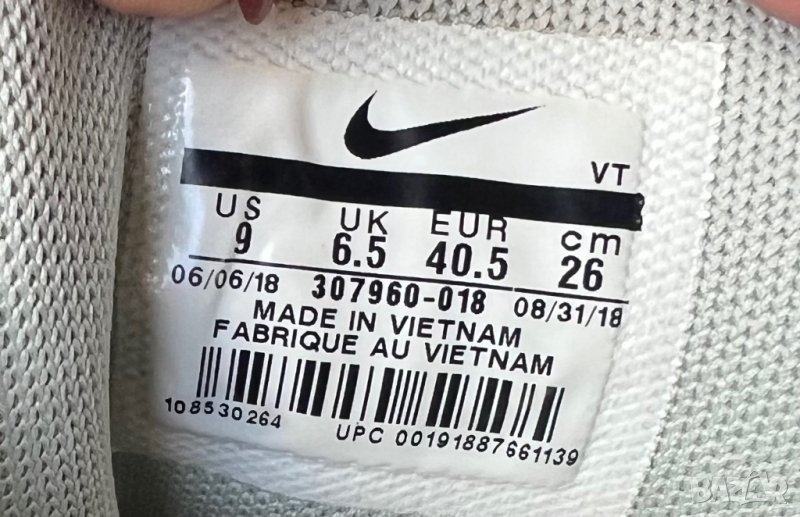 VT
US UK EUR cm
9 6.5 40.5 26
06/06/18 307960-018 08/31/18
MADE IN VIETNAM
FABRIQUE AU VIETNAM
108530264 UPC 00191887661139
BAZAR